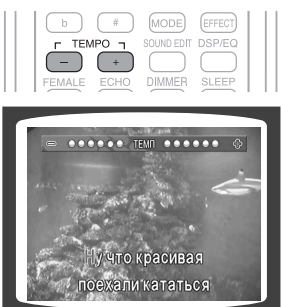 b # MODE EFFECT
TEMPO SOUND EDIT DSP/EQ
− +
FEMALE ECHO DIMMER SLEEP
ТЕМП
Ну что красивая
поехали кататься